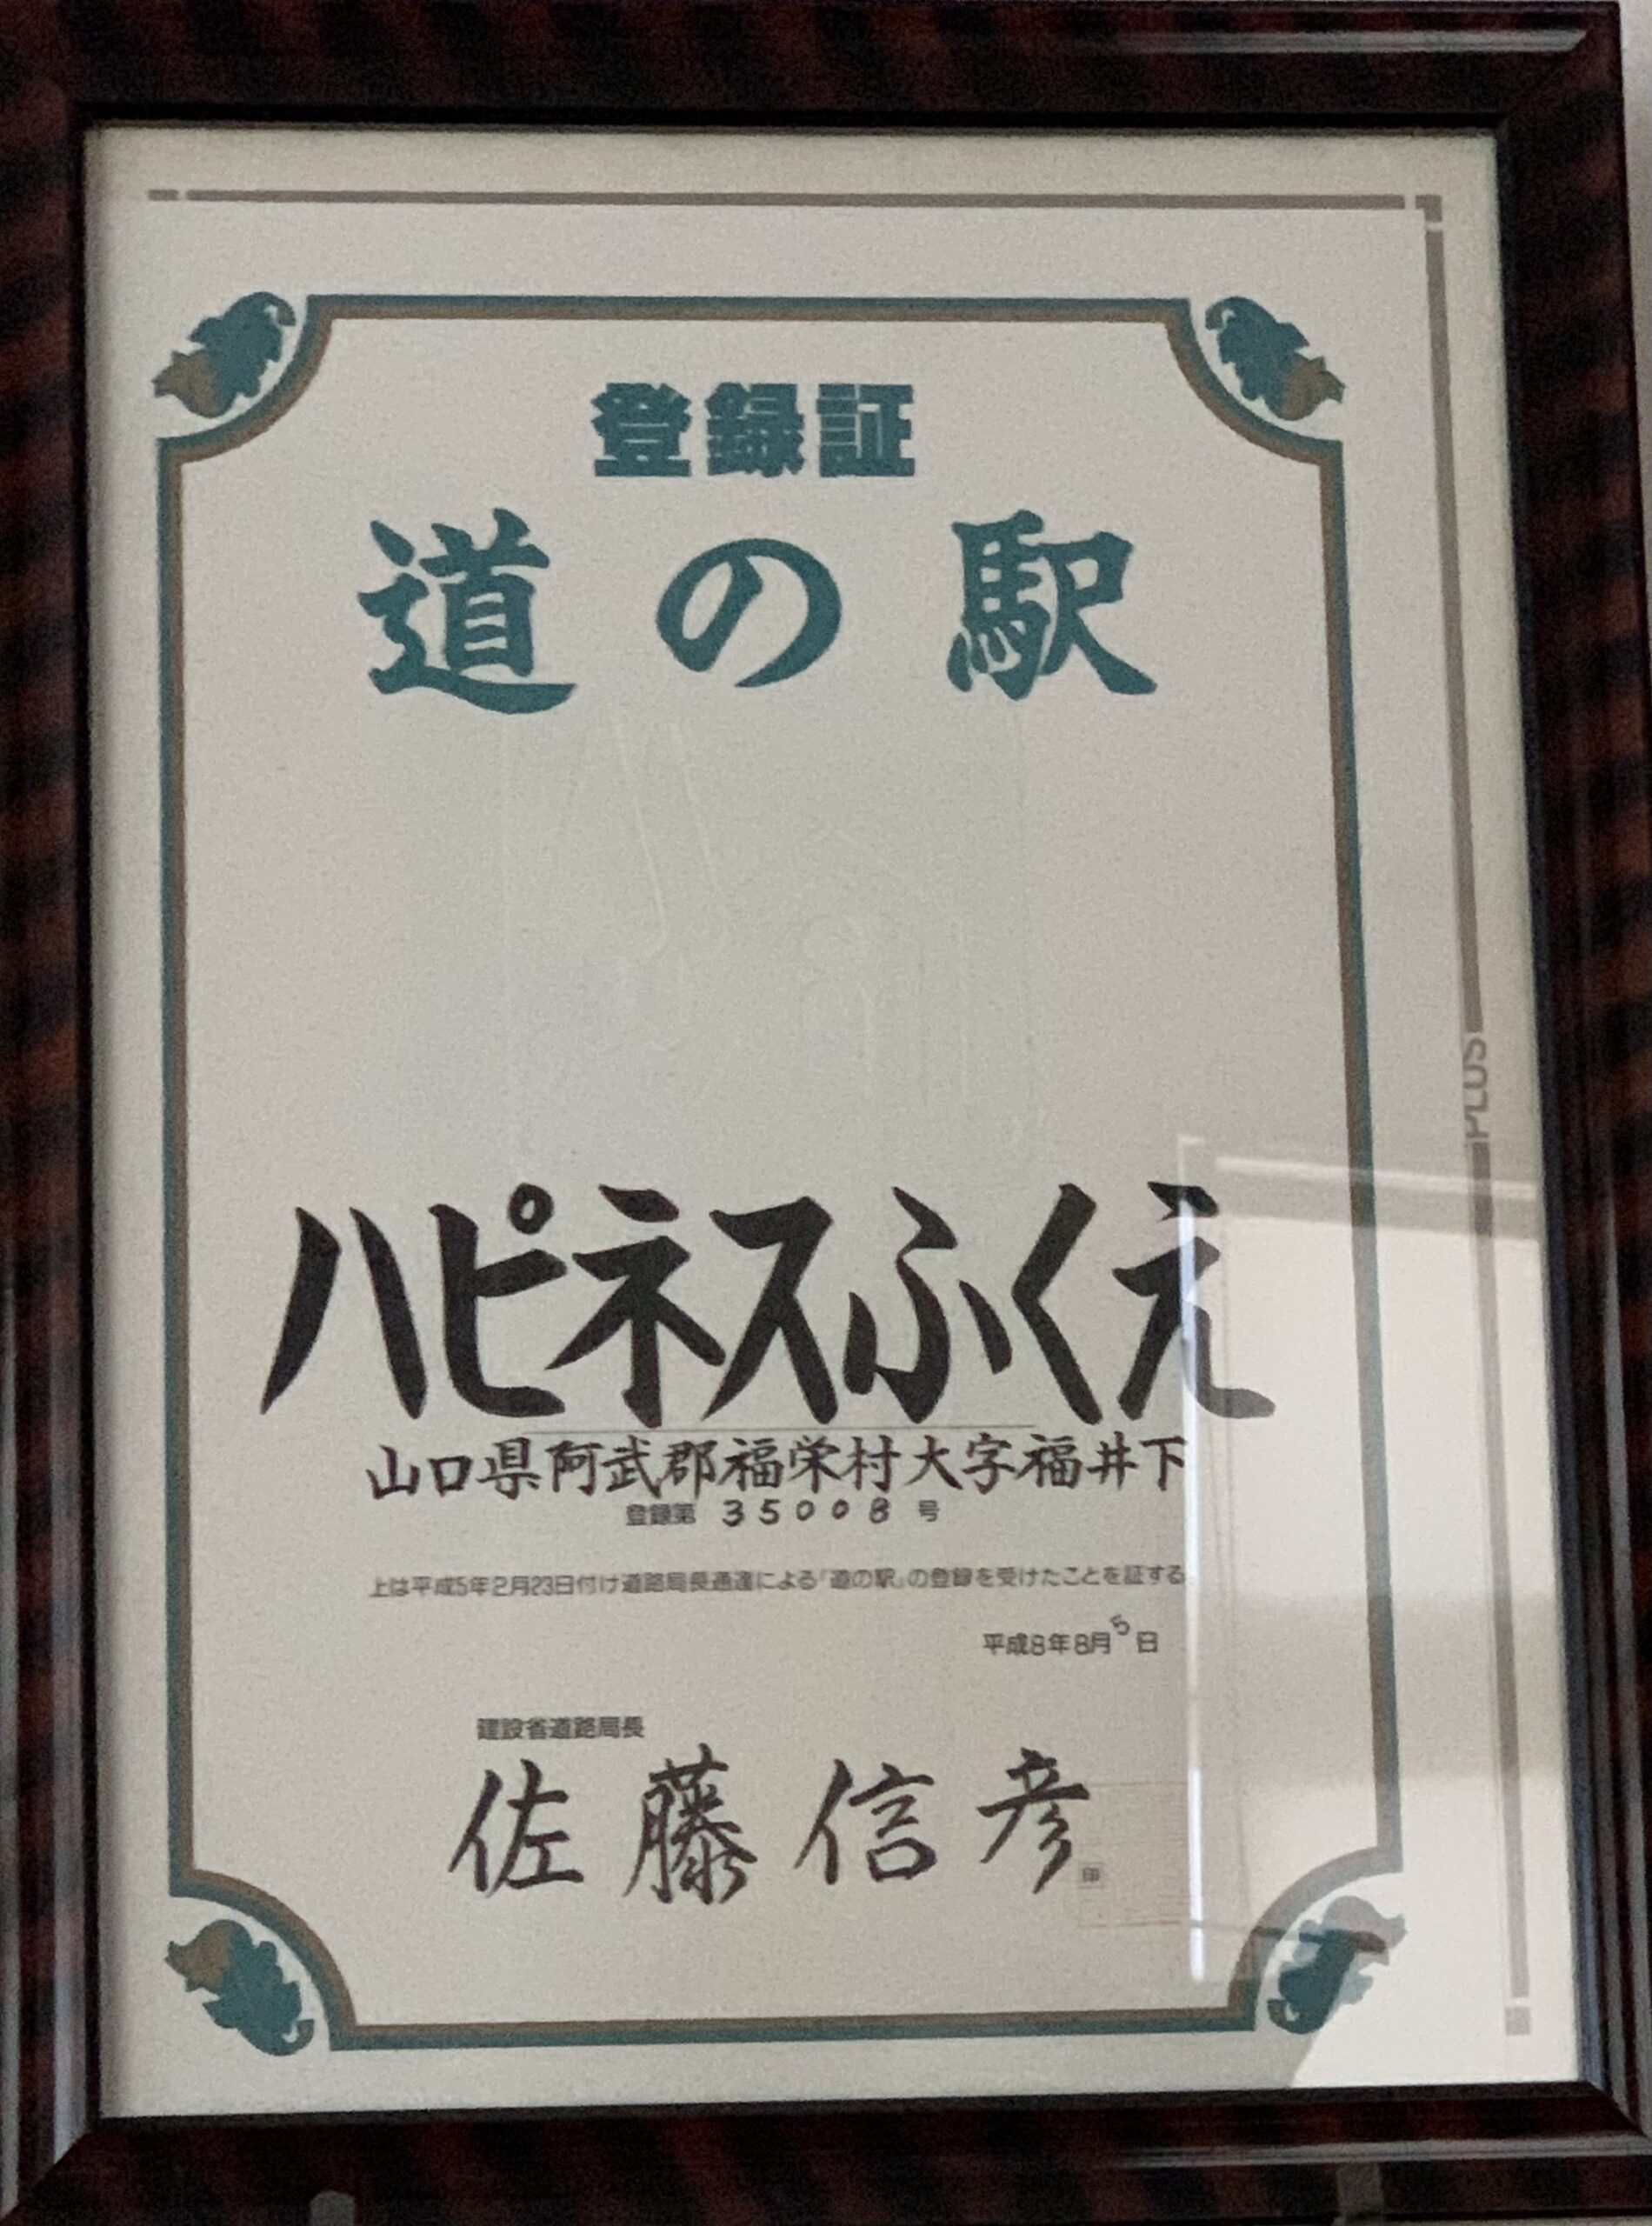 登録証
道の駅
ハピネスふくえ
山口県阿武郡福栄村大字福井下
登録第 35008 号
上は平成5年2月23日付け道路局長通達による「道の駅」の登録を受けたことを証する
平成8年8月5日
建設省道路局長
佐藤信彦
印
PLUS